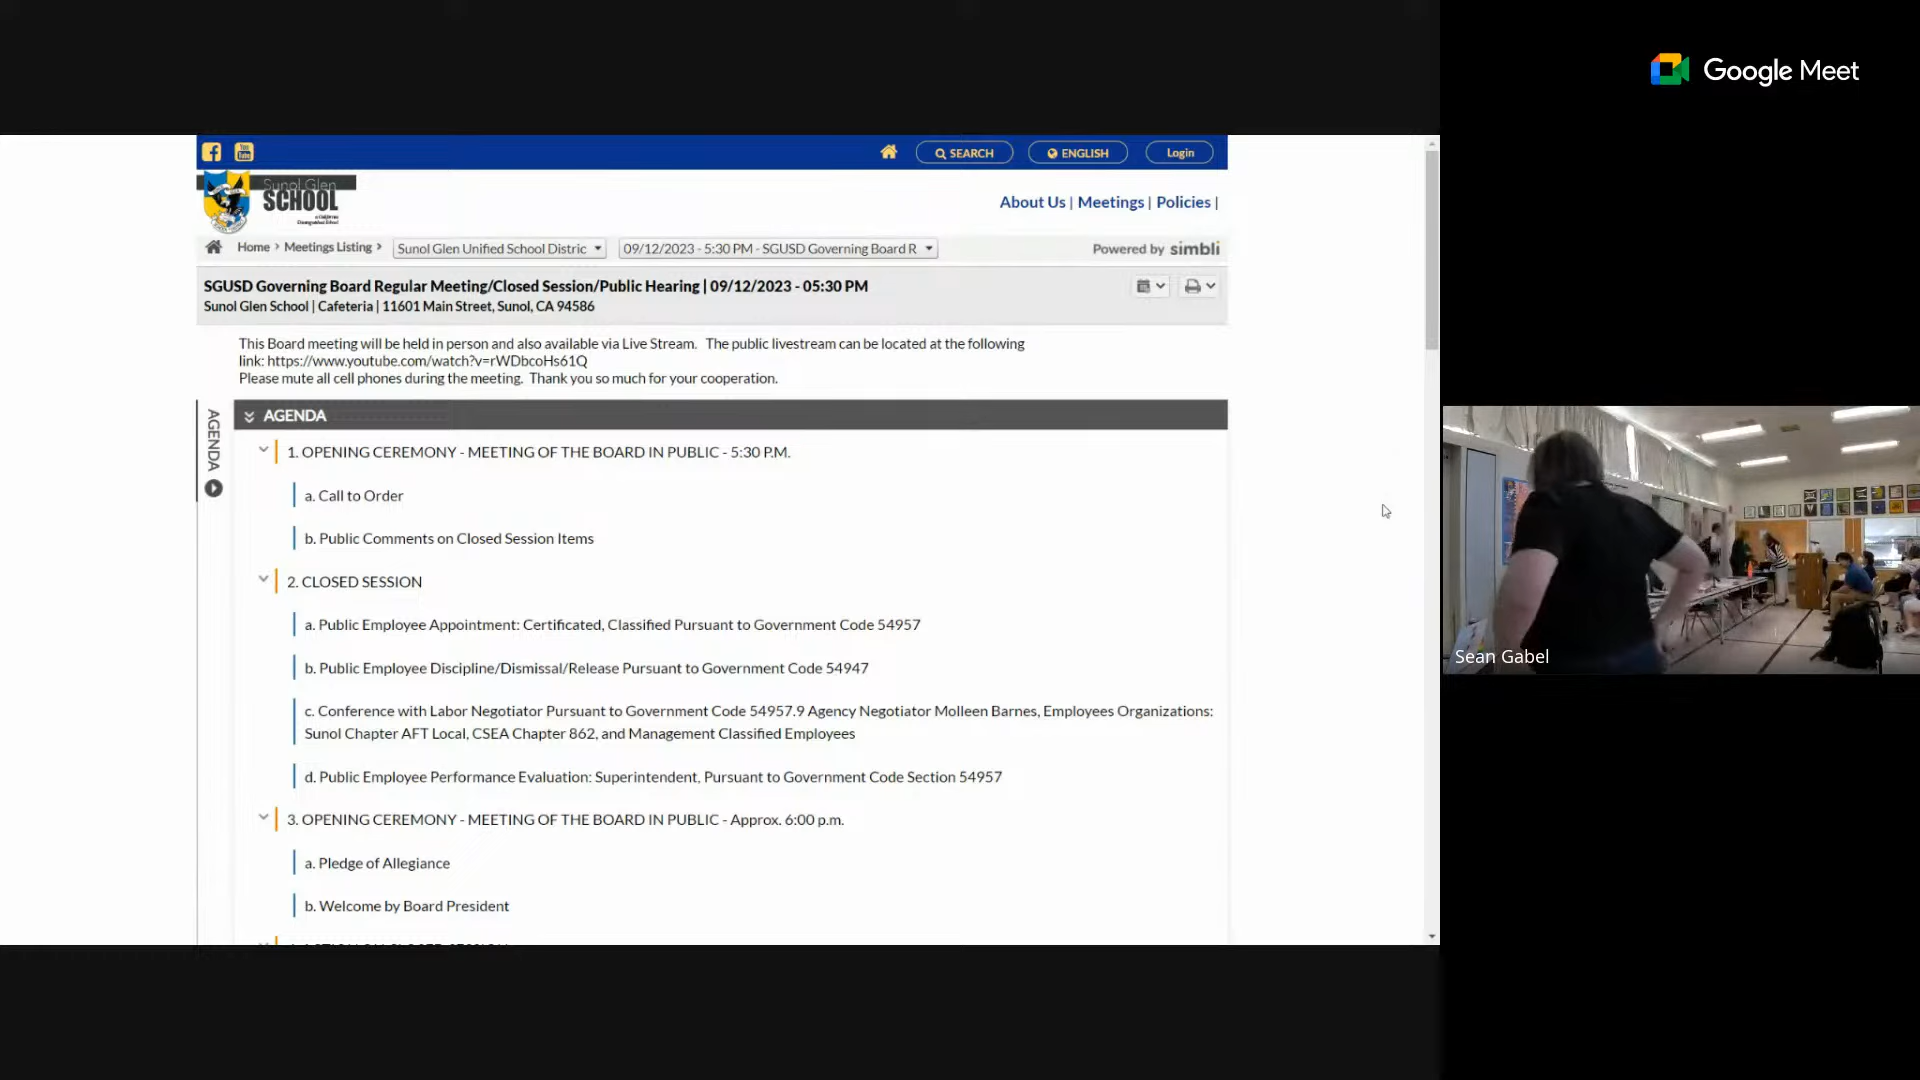 Google Meet
SEARCH
ENGLISH
Login
Sunol Glen
SCHOOL
About Us | Meetings | Policies |
Home > Meetings Listing >
Sunol Glen Unified School Distric
09/12/2023 - 5:30 PM - SGUSD Governing Board R
Powered by simbli
SGUSD Governing Board Regular Meeting/Closed Session/Public Hearing | 09/12/2023 - 05:30 PM
Sunol Glen School | Cafeteria | 11601 Main Street, Sunol, CA 94586
This Board meeting will be held in person and also available via Live Stream. The public livestream can be located at the following
link: https://www.youtube.com/watch?v=rWDbcoHs61Q
Please mute all cell phones during the meeting. Thank you so much for your cooperation.
AGENDA
AGENDA
1. OPENING CEREMONY - MEETING OF THE BOARD IN PUBLIC - 5:30 P.M.
a. Call to Order
b. Public Comments on Closed Session Items
2. CLOSED SESSION
a. Public Employee Appointment: Certificated, Classified Pursuant to Government Code 54957
b. Public Employee Discipline/Dismissal/Release Pursuant to Government Code 54947
c. Conference with Labor Negotiator Pursuant to Government Code 54957.9 Agency Negotiator Molleen Barnes, Employees Organizations:
Sunol Chapter AFT Local, CSEA Chapter 862, and Management Classified Employees
d. Public Employee Performance Evaluation: Superintendent, Pursuant to Government Code Section 54957
3. OPENING CEREMONY - MEETING OF THE BOARD IN PUBLIC - Approx. 6:00 p.m.
a. Pledge of Allegiance
b. Welcome by Board President
Sean Gabel